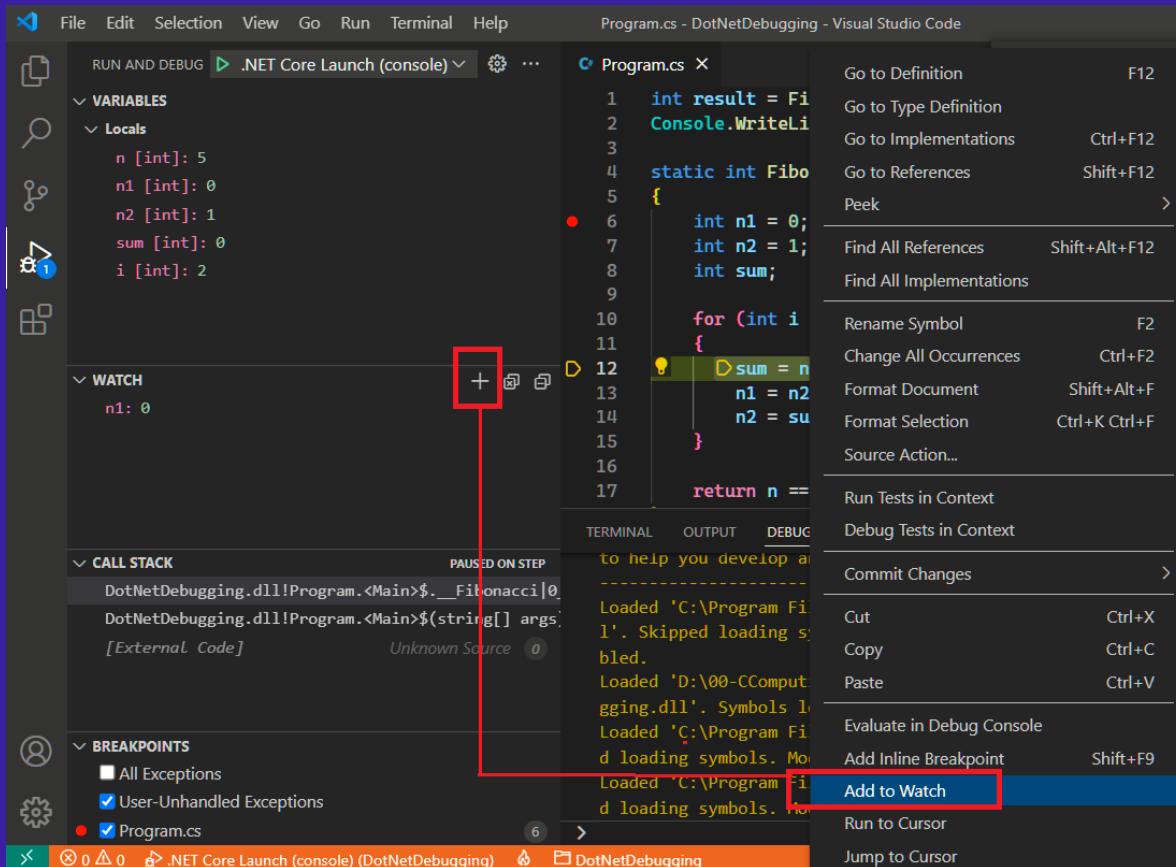 File Edit Selection View Go Run Terminal Help Program.cs - DotNetDebugging - Visual Studio Code
RUN AND DEBUG .NET Core Launch (console)
VARIABLES
Locals
n [int]: 5
n1 [int]: 0
n2 [int]: 1
sum [int]: 0
i [int]: 2
WATCH
n1: 0
CALL STACK PAUSED ON STEP
DotNetDebugging.dll!Program.<Main>$.__Fibonacci|0_
DotNetDebugging.dll!Program.<Main>$(string[] args)
[External Code] Unknown Source 0
BREAKPOINTS
All Exceptions
User-Unhandled Exceptions
Program.cs 6
1
Program.cs
1 int result = Fi
2 Console.WriteLi
3
4 static int Fibo
5 {
6 int n1 = 0;
7 int n2 = 1;
8 int sum;
9
10 for (int i
11 {
12 sum = n
13 n1 = n2
14 n2 = su
15 }
16
17 return n ==
TERMINAL OUTPUT DEBUG
to help you develop a
----------------------
Loaded 'C:\Program Fi
l'. Skipped loading sy
bled.
Loaded 'D:\00-CComput
gging.dll'. Symbols l
Loaded 'C:\Program Fi
d loading symbols. Mo
Loaded 'C:\Program Fi
d loading symbols. Mo
Go to Definition F12
Go to Type Definition
Go to Implementations Ctrl+F12
Go to References Shift+F12
Peek
Find All References Shift+Alt+F12
Find All Implementations
Rename Symbol F2
Change All Occurrences Ctrl+F2
Format Document Shift+Alt+F
Format Selection Ctrl+K Ctrl+F
Source Action...
Run Tests in Context
Debug Tests in Context
Commit Changes
Cut Ctrl+X
Copy Ctrl+C
Paste Ctrl+V
Evaluate in Debug Console
Add Inline Breakpoint Shift+F9
Add to Watch
Run to Cursor
Jump to Cursor
0 0 .NET Core Launch (console) (DotNetDebugging) DotNetDebugging